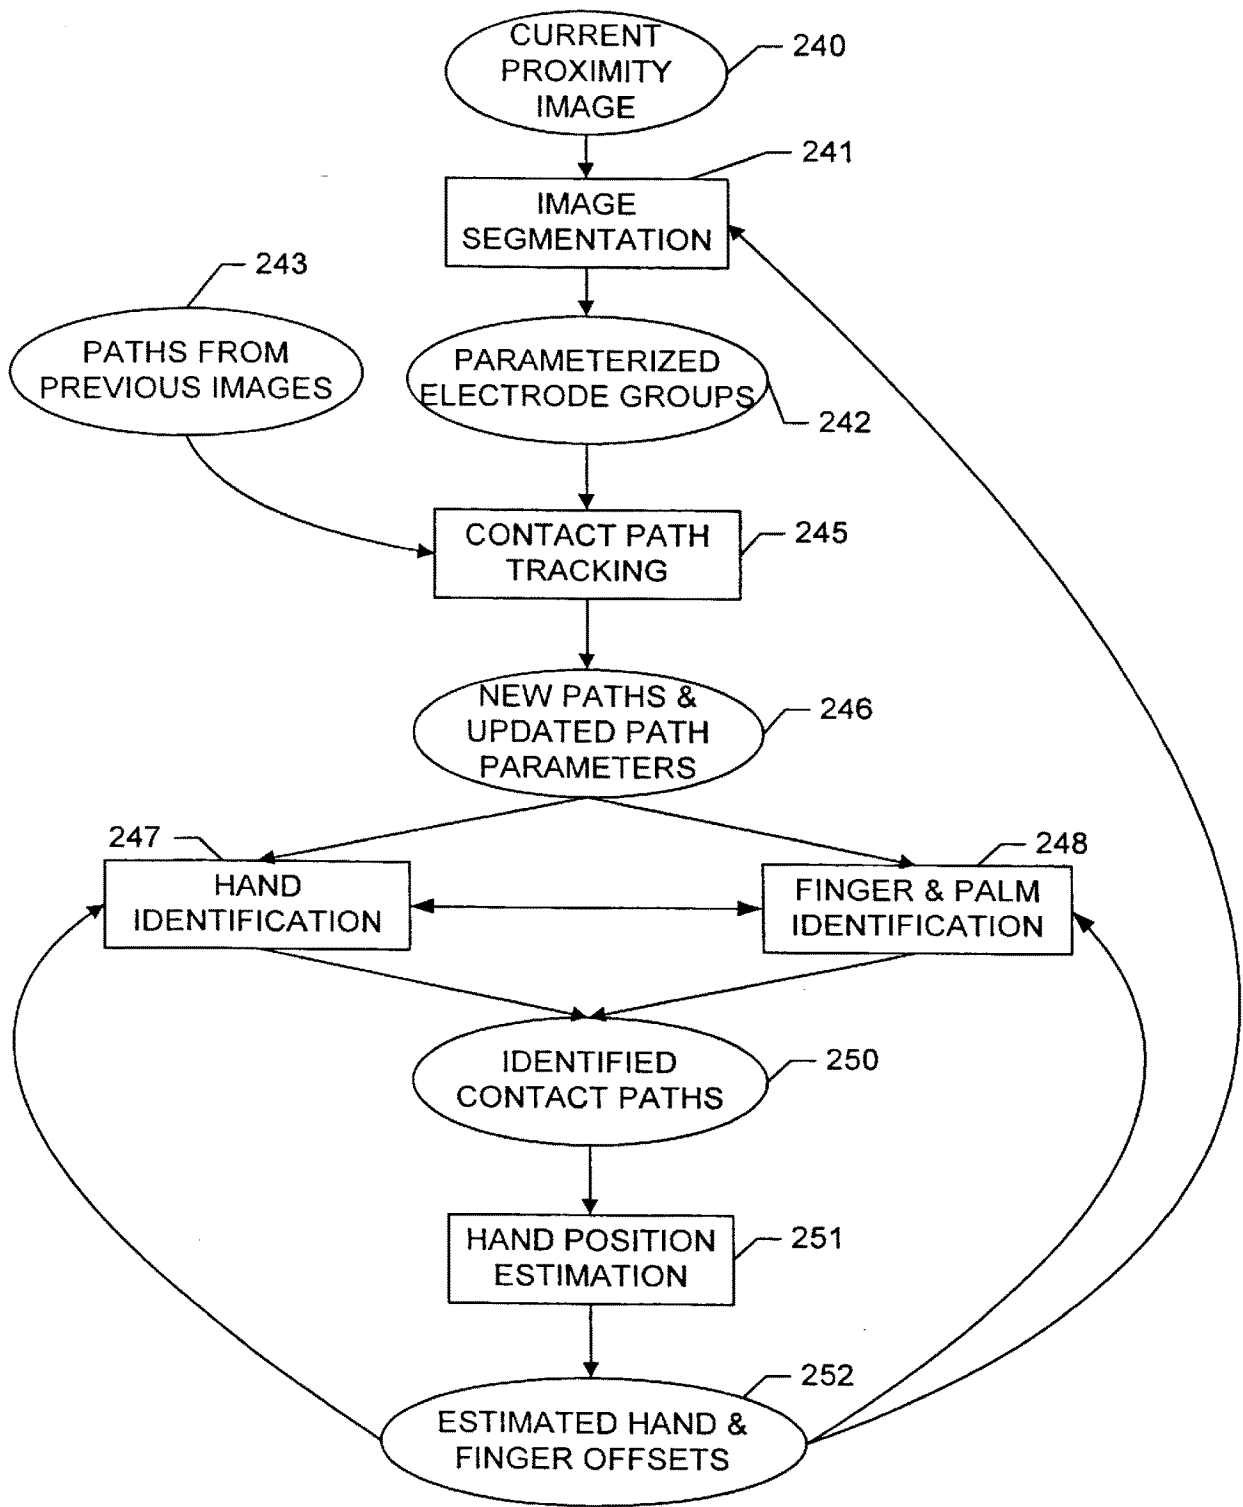 CURRENT
PROXIMITY
IMAGE
240
241
IMAGE
SEGMENTATION
243
PATHS FROM
PREVIOUS IMAGES
PARAMETERIZED
ELECTRODE GROUPS
242
CONTACT PATH
TRACKING
245
NEW PATHS &
UPDATED PATH
PARAMETERS
246
247
HAND
IDENTIFICATION
248
FINGER & PALM
IDENTIFICATION
IDENTIFIED
CONTACT PATHS
250
HAND POSITION
ESTIMATION
251
252
ESTIMATED HAND &
FINGER OFFSETS